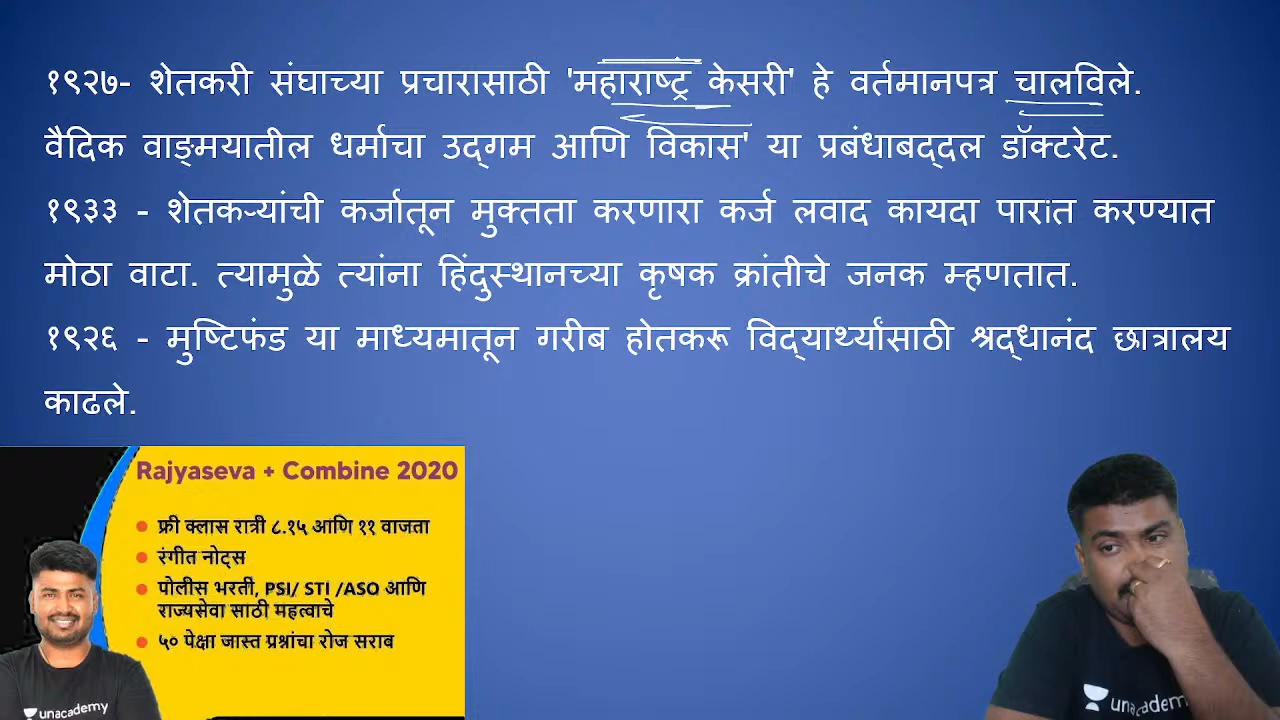 १९२७- शेतकरी संघाच्या प्रचारासाठी 'महाराष्ट्र केसरी' हे वर्तमानपत्र चालविले.
वैदिक वाङ्मयातील धर्माचा उद्‌गम आणि विकास' या प्रबंधाबद्‌दल डॉक्टरेट.
१९३३ - शेतकऱ्यांची कर्जातून मुक्तता करणारा कर्ज लवाद कायदा पारांत करण्यात
मोठा वाटा. त्यामुळे त्यांना हिंदुस्थानच्या कृषक क्रांतीचे जनक म्हणतात.
१९२६ - मुष्टिफंड या माध्यमातून गरीब होतकरू विद्‌यार्थ्यांसाठी श्रद्‌धानंद छात्रालय
काढले.
Rajyaseva + Combine 2020
फ्री क्लास रात्री ८.१५ आणि ११ वाजता
रंगीत नोट्स
पोलीस भरती, PSI/ STI /ASO आणि
राज्यसेवा साठी महत्वाचे
५० पेक्षा जास्त प्रश्नांचा रोज सराब
unacademy
unacademy